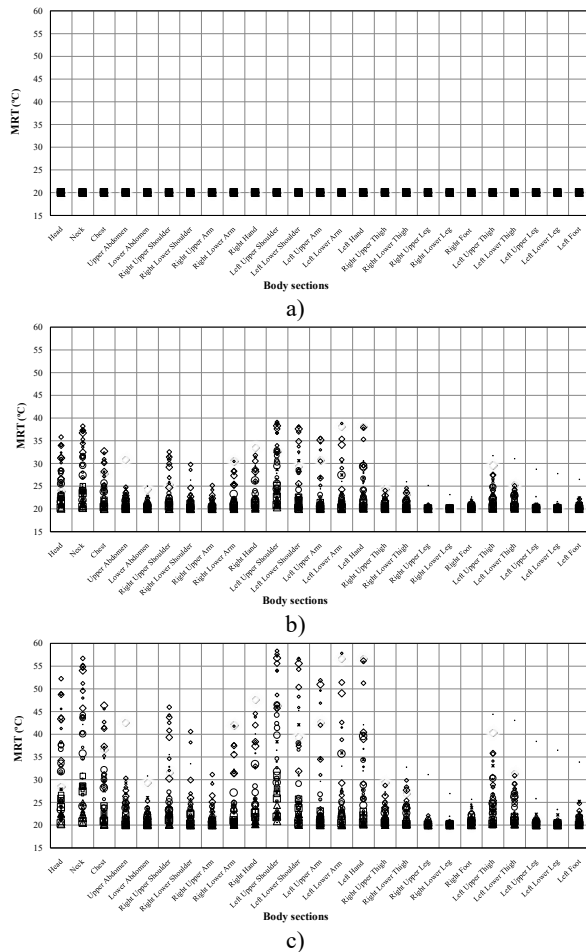 60
55
50
45
40
35
30
25
20
15
MRT (ºC)
Head
Neck
Chest
Upper Abdomen
Lower Abdomen
Right Upper Shoulder
Right Lower Shoulder
Right Upper Arm
Right Lower Arm
Right Hand
Left Upper Shoulder
Left Lower Shoulder
Left Upper Arm
Left Lower Arm
Left Hand
Right Upper Thigh
Right Lower Thigh
Right Upper Leg
Right Lower Leg
Right Foot
Left Upper Thigh
Left Lower Thigh
Left Upper Leg
Left Lower Leg
Left Foot
Body sections
a)
60
55
50
45
40
35
30
25
20
15
MRT (ºC)
Head
Neck
Chest
Upper Abdomen
Lower Abdomen
Right Upper Shoulder
Right Lower Shoulder
Right Upper Arm
Right Lower Arm
Right Hand
Left Upper Shoulder
Left Lower Shoulder
Left Upper Arm
Left Lower Arm
Left Hand
Right Upper Thigh
Right Lower Thigh
Right Upper Leg
Right Lower Leg
Right Foot
Left Upper Thigh
Left Lower Thigh
Left Upper Leg
Left Lower Leg
Left Foot
Body sections
b)
60
55
50
45
40
35
30
25
20
15
MRT (ºC)
Head
Neck
Chest
Upper Abdomen
Lower Abdomen
Right Upper Shoulder
Right Lower Shoulder
Right Upper Arm
Right Lower Arm
Right Hand
Left Upper Shoulder
Left Lower Shoulder
Left Upper Arm
Left Lower Arm
Left Hand
Right Upper Thigh
Right Lower Thigh
Right Upper Leg
Right Lower Leg
Right Foot
Left Upper Thigh
Left Lower Thigh
Left Upper Leg
Left Lower Leg
Left Foot
Body sections
c)